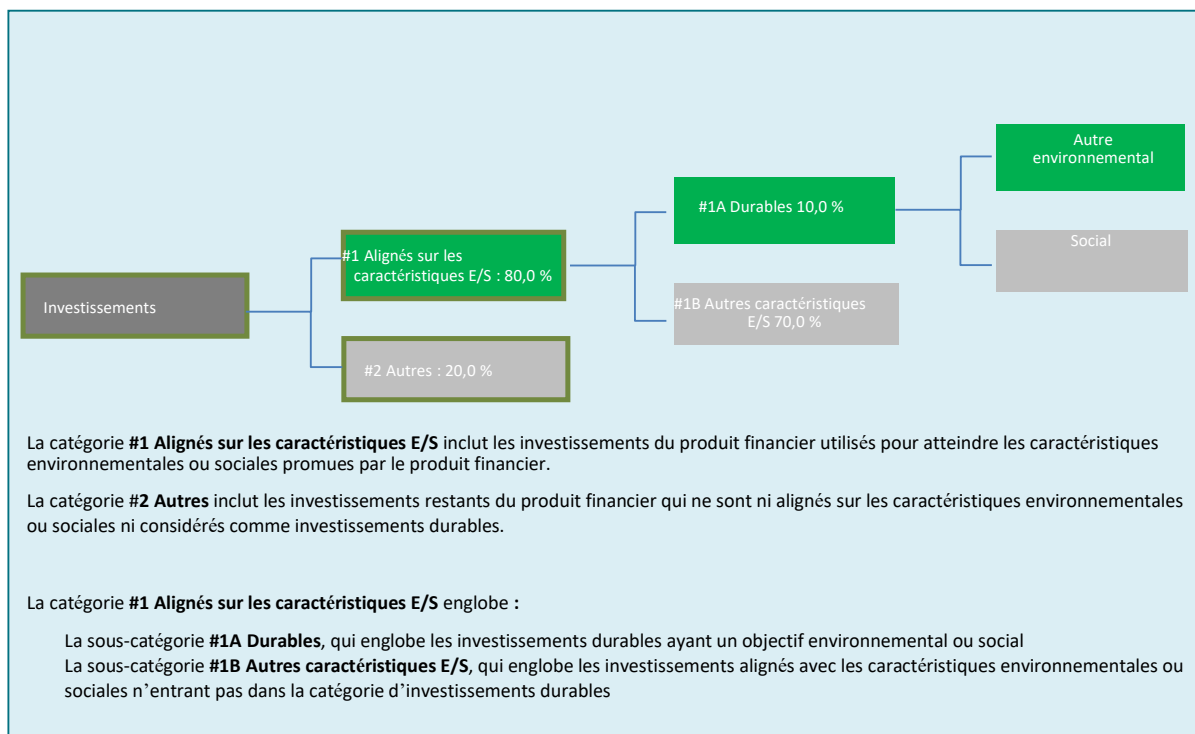 Autre
environnemental
#1A Durables 10,0 %
Social
#1 Alignés sur les
caractéristiques E/S : 80,0 %
Investissements
#1B Autres caractéristiques
E/S 70,0 %
#2 Autres : 20,0 %
La catégorie #1 Alignés sur les caractéristiques E/S inclut les investissements du produit financier utilisés pour atteindre les caractéristiques
environnementales ou sociales promues par le produit financier.
La catégorie #2 Autres inclut les investissements restants du produit financier qui ne sont ni alignés sur les caractéristiques environnementales
ou sociales ni considérés comme investissements durables.
La catégorie #1 Alignés sur les caractéristiques E/S englobe :
La sous-catégorie #1A Durables, qui englobe les investissements durables ayant un objectif environnemental ou social
La sous-catégorie #1B Autres caractéristiques E/S, qui englobe les investissements alignés avec les caractéristiques environnementales ou
sociales n’entrant pas dans la catégorie d’investissements durables